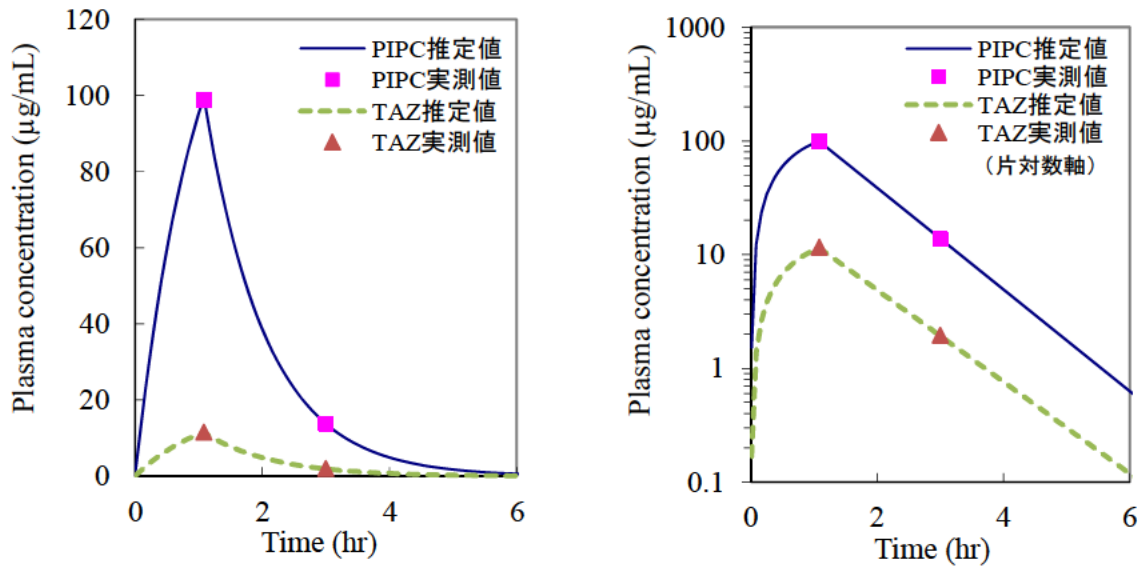 120
100
80
60
40
20
0
Plasma concentration (µg/mL)
PIPC推定値
PIPC実測値
TAZ推定値
TAZ実測値
0 2 4 6
Time (hr)
1000
100
10
1
0.1
Plasma concentration (µg/mL)
PIPC推定値
PIPC実測値
TAZ推定値
TAZ実測値
（片対数軸）
0 2 4 6
Time (hr)